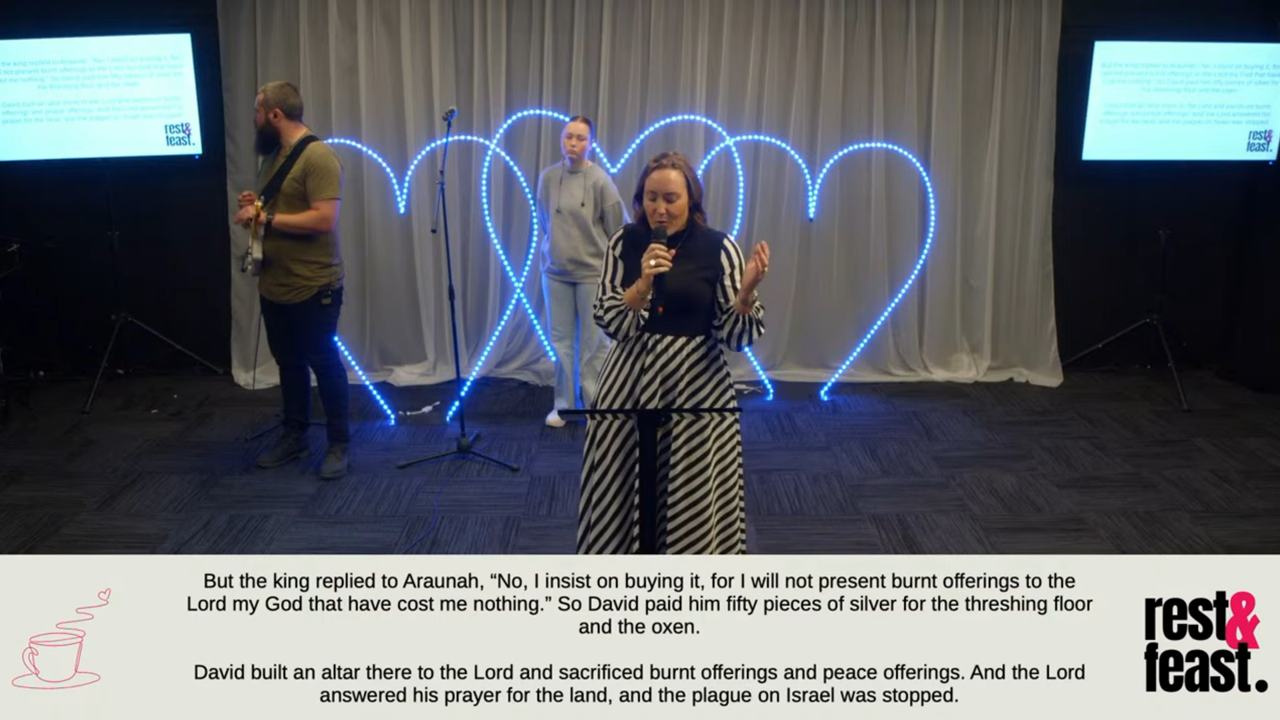 rest&
feast.
rest&
feast.
But the king replied to Araunah, “No, I insist on buying it, for I will not present burnt offerings to the
Lord my God that have cost me nothing.” So David paid him fifty pieces of silver for the threshing floor
and the oxen.
David built an altar there to the Lord and sacrificed burnt offerings and peace offerings. And the Lord
answered his prayer for the land, and the plague on Israel was stopped.
rest&
feast.